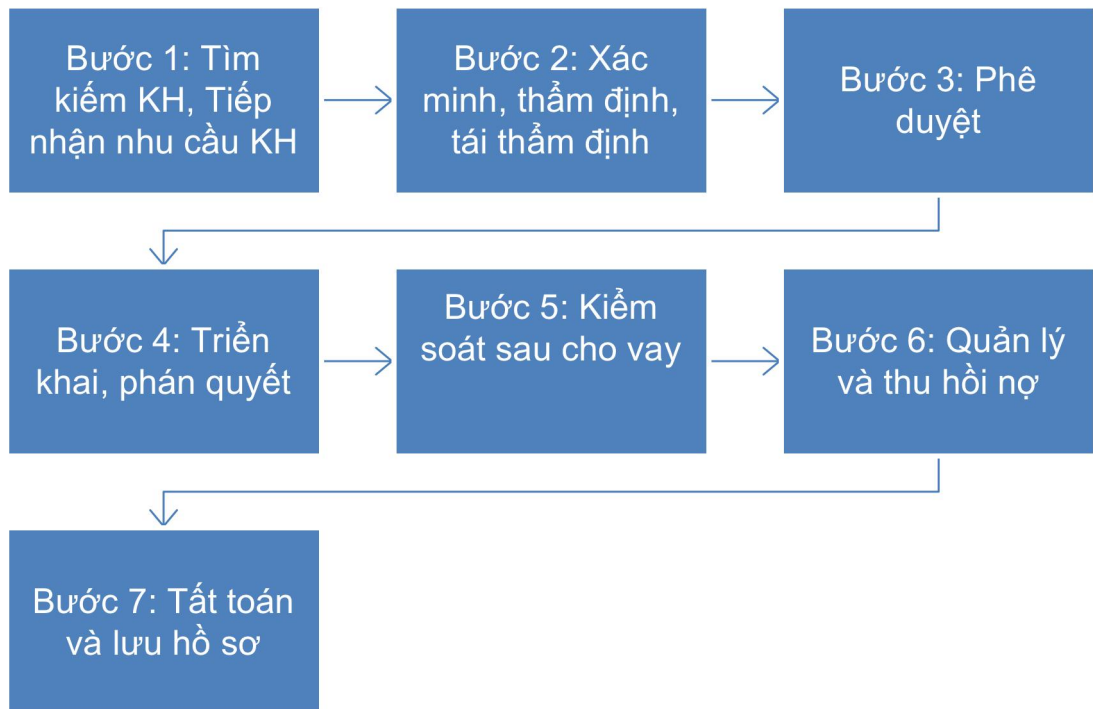 Bước 1: Tìm
kiếm KH, Tiếp
nhận nhu cầu KH
Bước 2: Xác
minh, thẩm định,
tái thẩm định
Bước 3: Phê
duyệt
Bước 4: Triển
khai, phán quyết
Bước 5: Kiểm
soát sau cho vay
Bước 6: Quản lý
và thu hồi nợ
Bước 7: Tất toán
và lưu hồ sơ